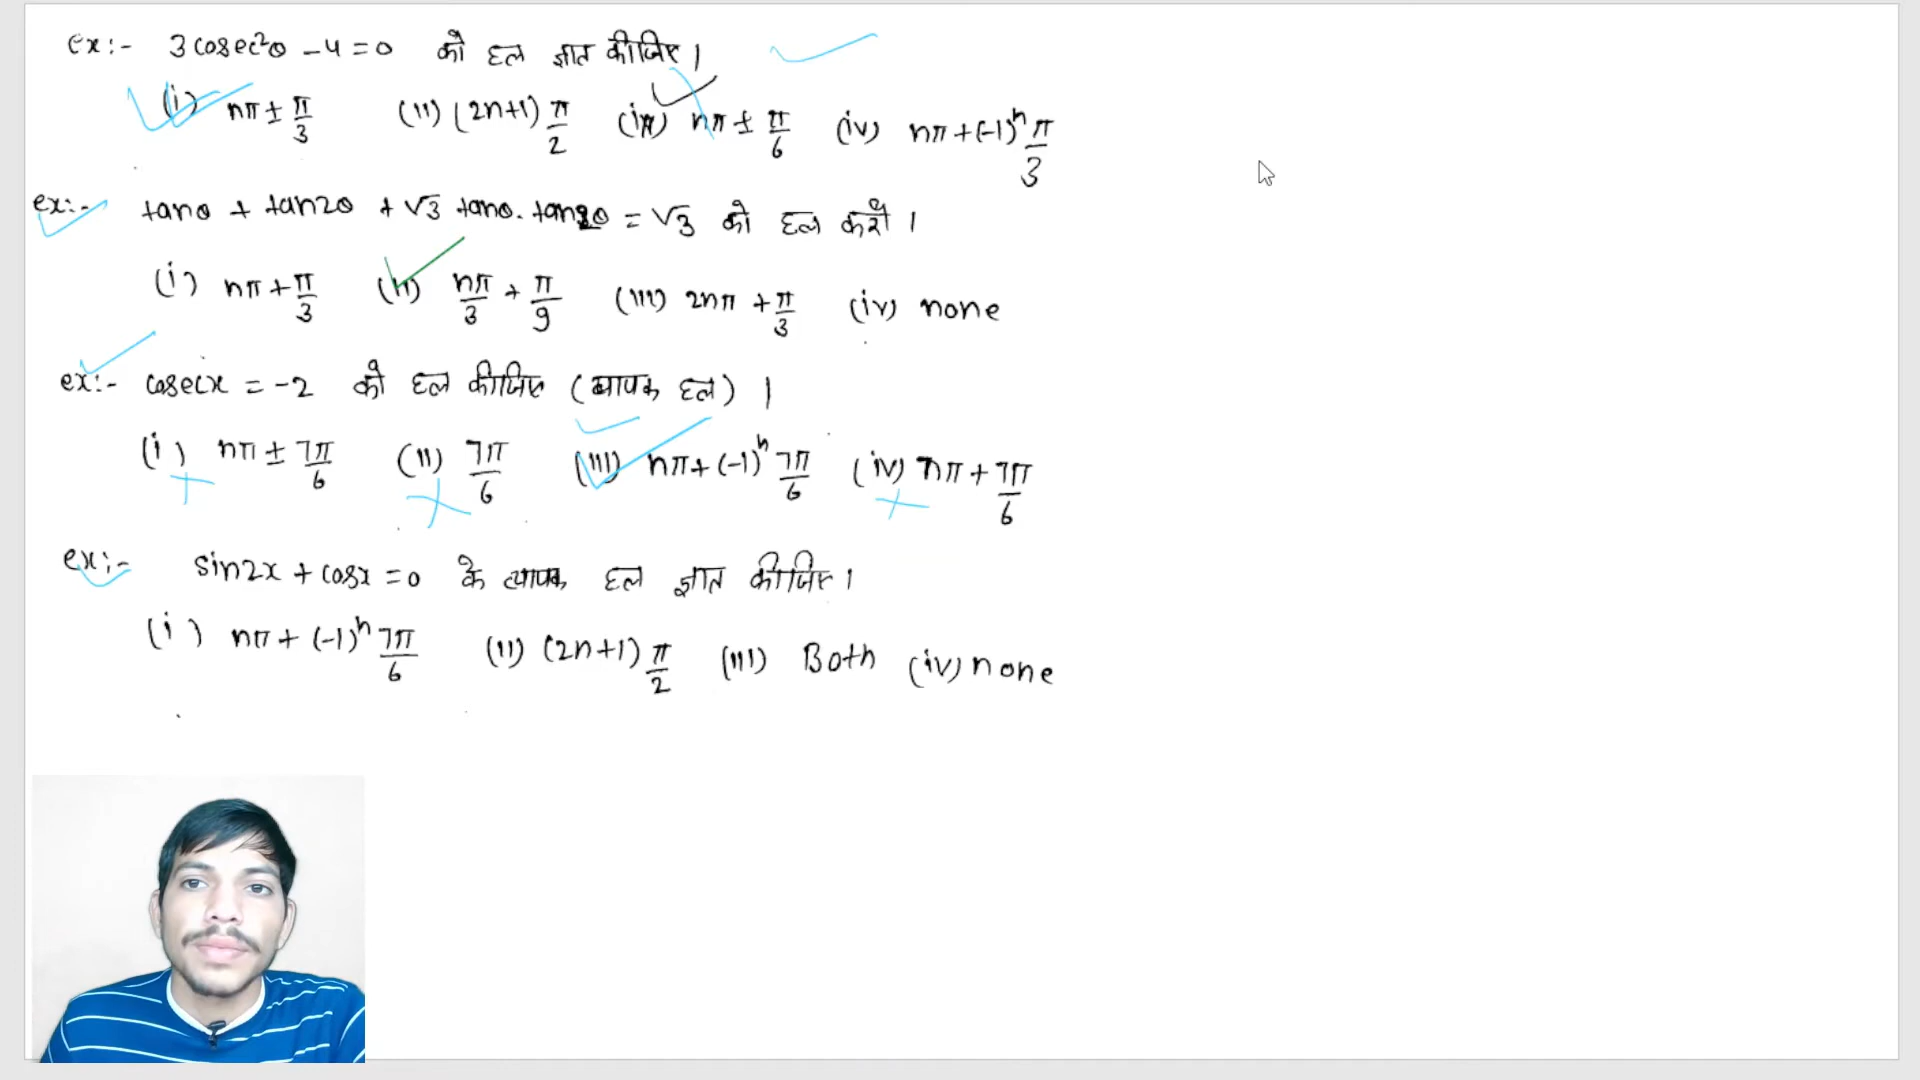 ex:- 3cosec²θ - 4 = 0 को हल ज्ञात कीजिए।
(i) nπ ± π/3 (ii) (2n+1) π/2 (iii) nπ ± π/6 (iv) nπ + (-1)ⁿ π/3
ex:- tanθ + tan2θ + √3 tanθ. tan2θ = √3 को हल करो।
(i) nπ + π/3 (ii) nπ/3 + π/9 (iii) 2nπ + π/3 (iv) none
ex:- cosecx = -2 को हल कीजिए (व्यापक हल)।
(i) nπ ± 7π/6 (ii) 7π/6 (iii) nπ + (-1)ⁿ 7π/6 (iv) nπ + 7π/6
ex:- sin2x + cosx = 0 के व्यापक हल ज्ञात कीजिए।
(i) nπ + (-1)ⁿ 7π/6 (ii) (2n+1) π/2 (iii) Both (iv) none